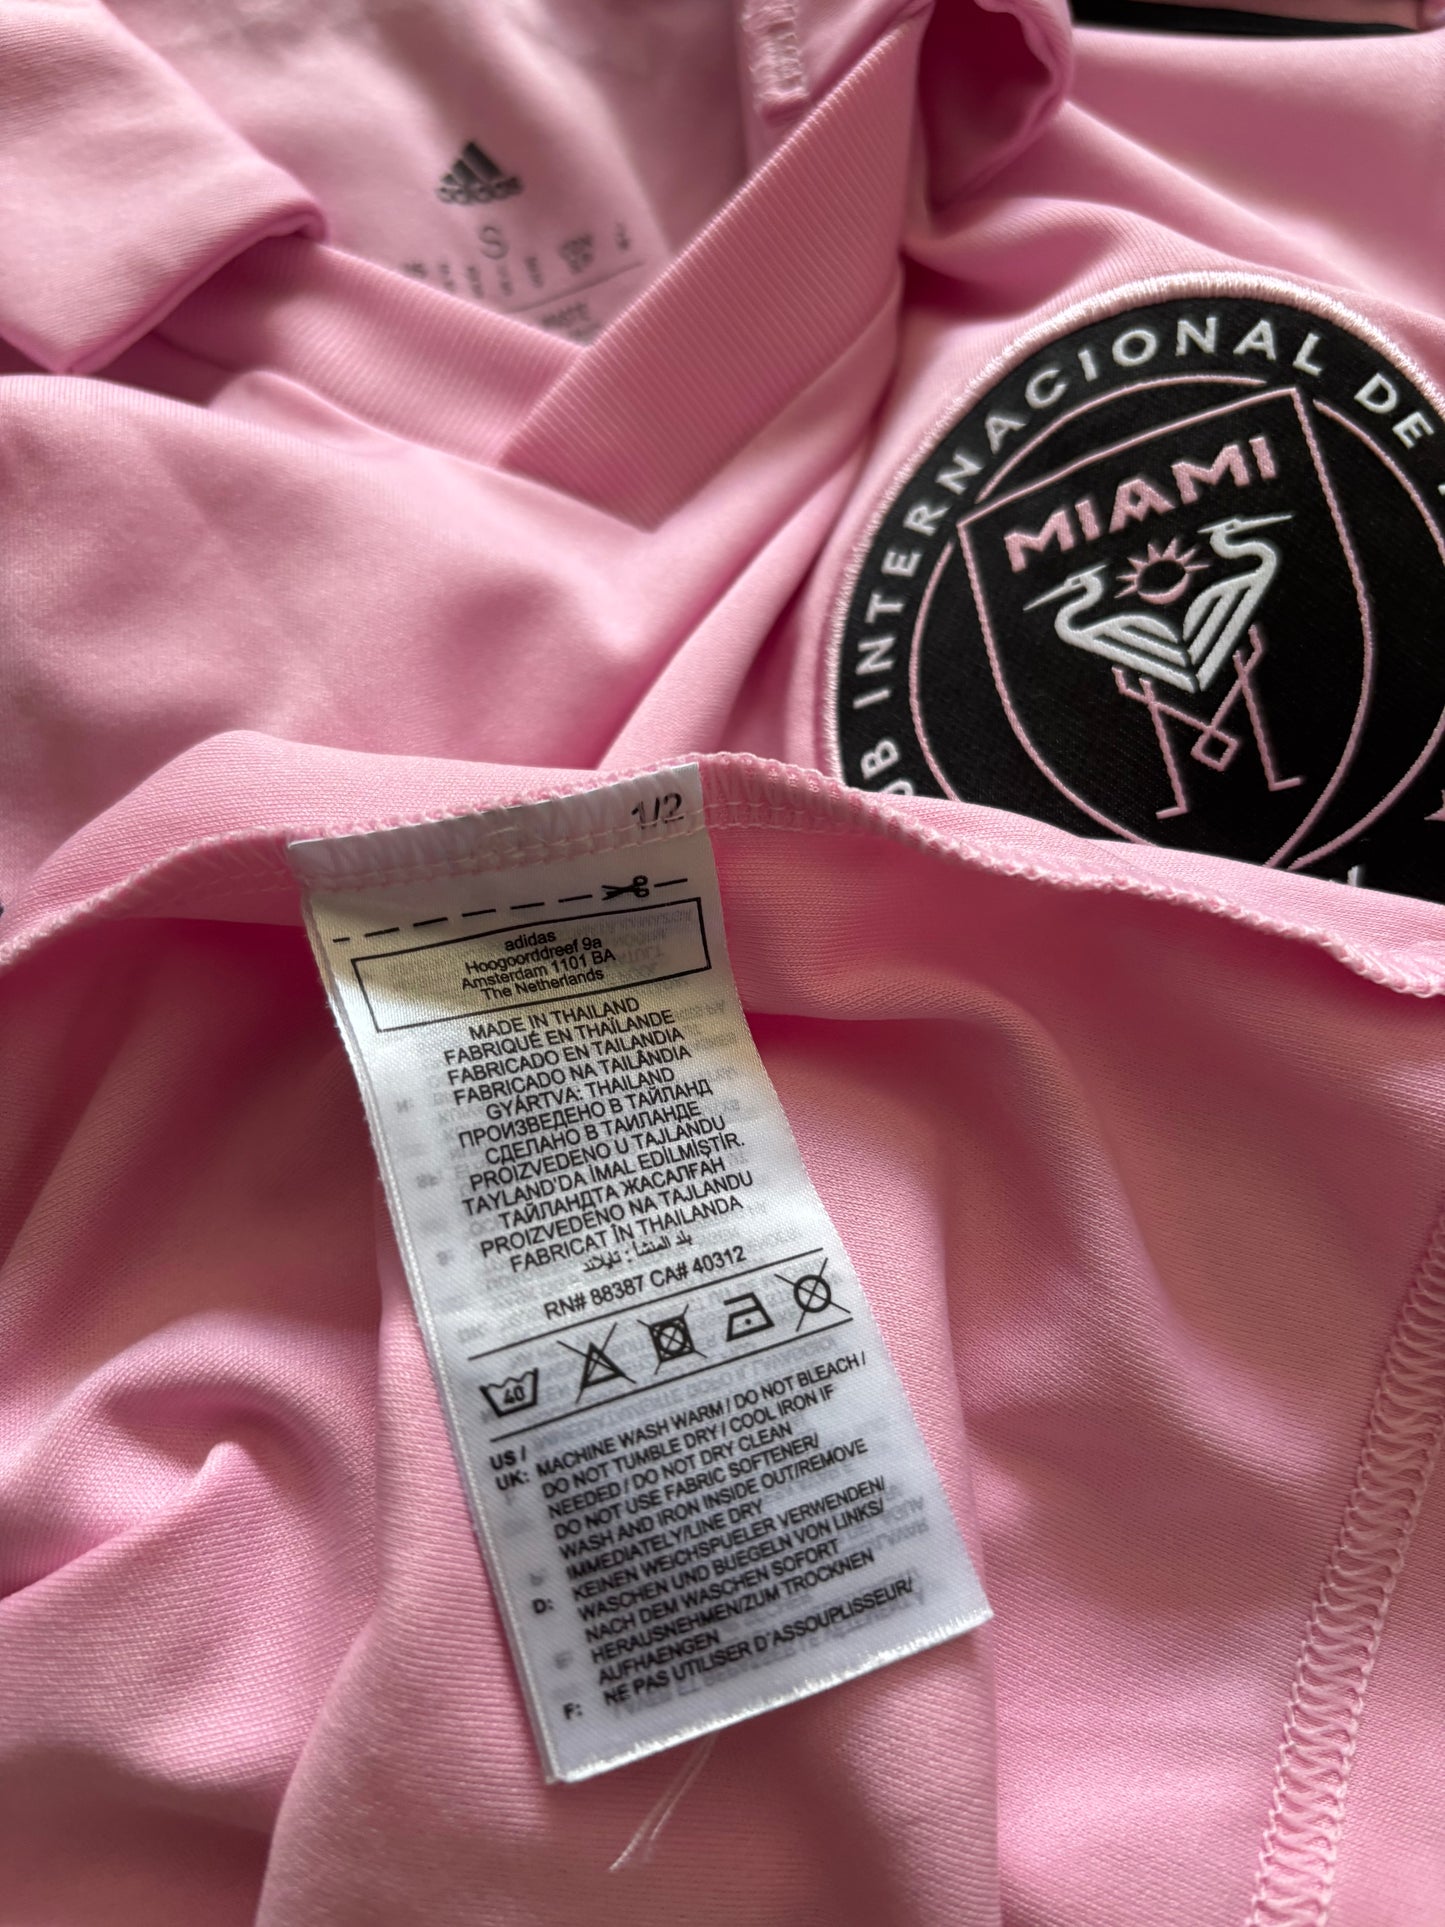 adidas
S
CLUB INTERNACIONAL DE
MIAMI
1/2
adidas
Hoogoorddreef 9a
Amsterdam 1101 BA
The Netherlands
MADE IN THAILAND
FABRIQUÉ EN THAÏLANDE
FABRICADO EN TAILANDIA
FABRICADO NA TAILÂNDIA
GYÁRTVA: THAILAND
ПРОИЗВЕДЕНО В ТАЙЛАНД
СДЕЛАНО В ТАИЛАНДЕ
PROIZVEDENO U TAJLANDU
TAYLAND'DA İMAL EDİLMİŞTİR.
ТАЙЛАНДТА ЖАСАЛҒАН
PROIZVEDENO NA TAJLANDU
FABRICAT ÎN THAILANDA
بلد المنشأ : تايلاند
RN# 88387 CA# 40312
40
US / UK: MACHINE WASH WARM / DO NOT BLEACH /
DO NOT TUMBLE DRY / COOL IRON IF
NEEDED / DO NOT DRY CLEAN
DO NOT USE FABRIC SOFTENER/
WASH AND IRON INSIDE OUT/REMOVE
IMMEDIATELY/LINE DRY
D: KEINEN WEICHSPUELER VERWENDEN/
WASCHEN UND BUEGELN VON LINKS/
NACH DEM WASCHEN SOFORT
HERAUSNEHMEN/ZUM TROCKNEN
AUFHAENGEN
F: NE PAS UTILISER D'ASSOUPLISSEUR/